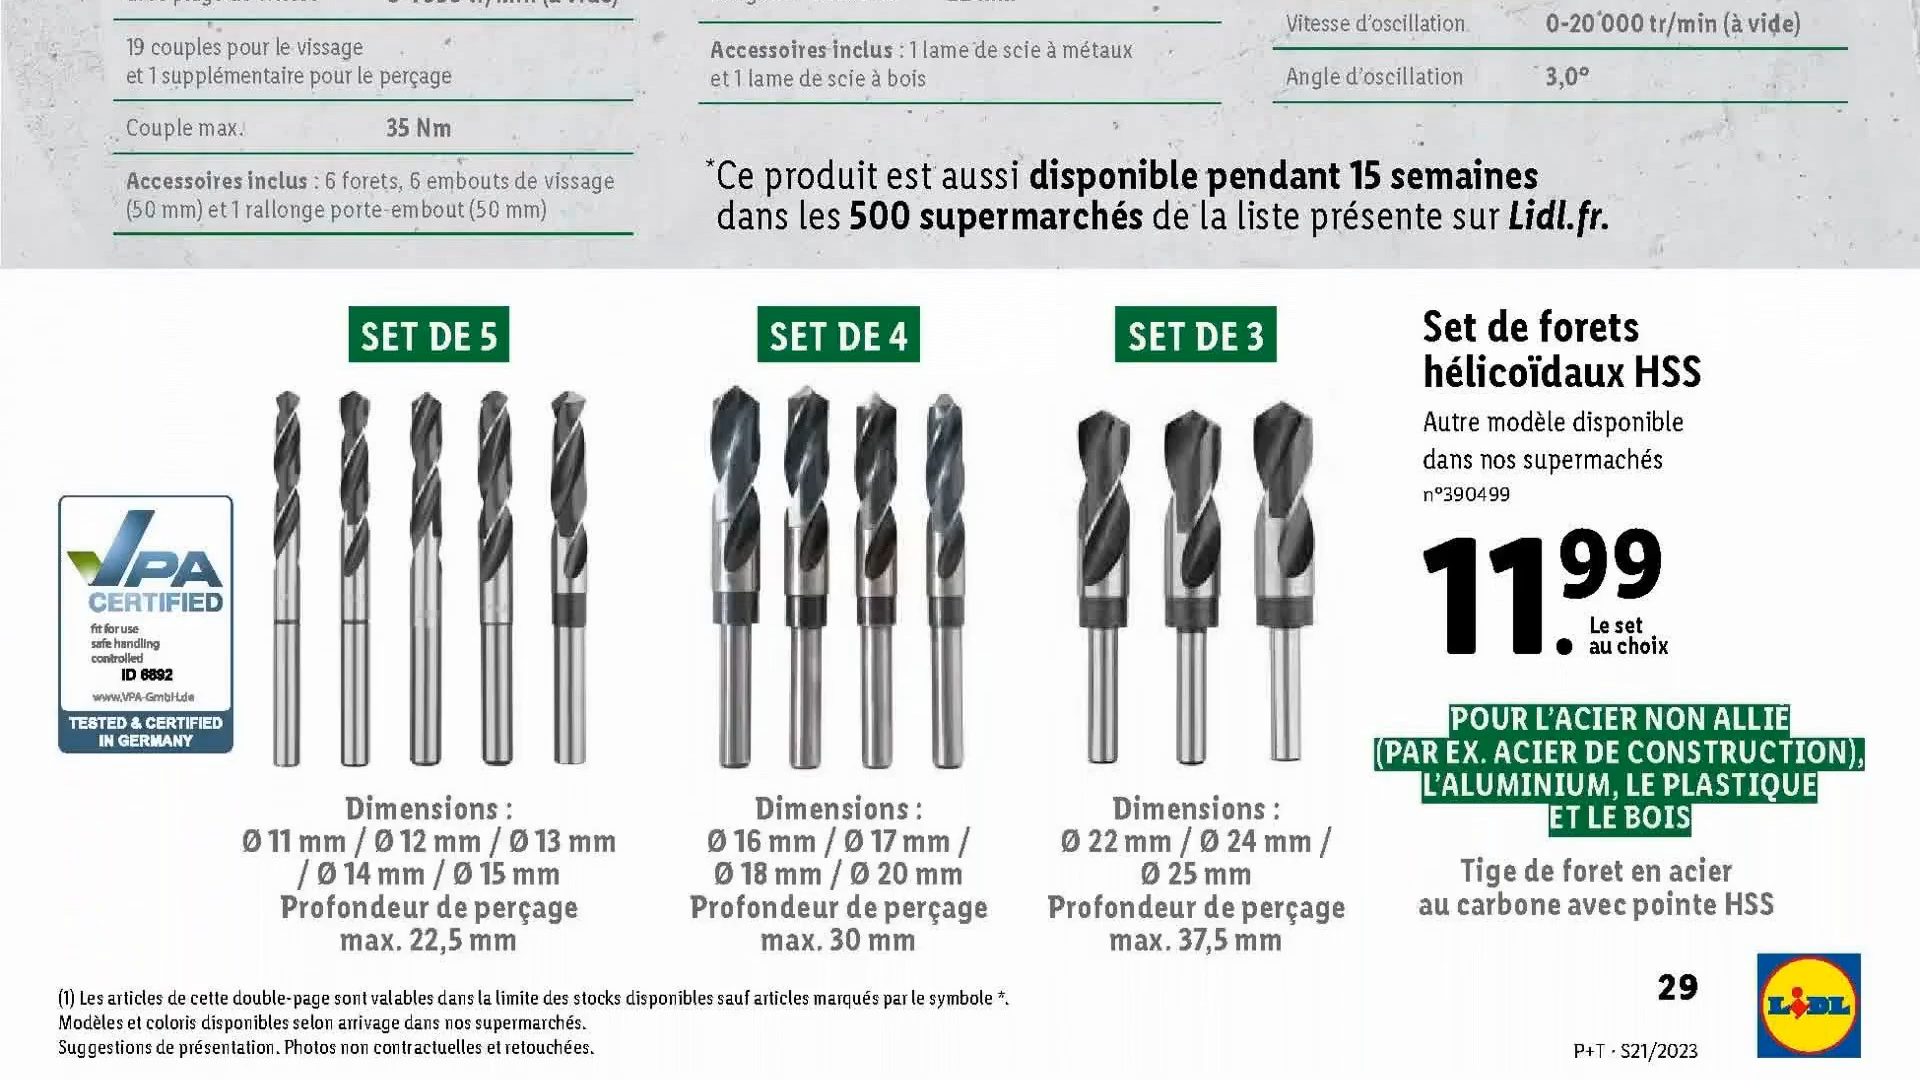 19 couples pour le vissage
et 1 supplémentaire pour le perçage
Couple max. 35 Nm
Accessoires inclus : 6 forets, 6 embouts de vissage
(50 mm) et 1 rallonge porte-embout (50 mm)
Accessoires inclus : 1 lame de scie à métaux
et 1 lame de scie à bois
Vitesse d'oscillation 0-20 000 tr/min (à vide)
Angle d'oscillation 3,0°
*Ce produit est aussi disponible pendant 15 semaines
dans les 500 supermarchés de la liste présente sur Lidl.fr.
VPA
CERTIFIED
fit for use
safe handling
controlled
ID 6892
www.VPA-GmbH.de
TESTED & CERTIFIED
IN GERMANY
SET DE 5
Dimensions :
Ø 11 mm / Ø 12 mm / Ø 13 mm
/ Ø 14 mm / Ø 15 mm
Profondeur de perçage
max. 22,5 mm
SET DE 4
Dimensions :
Ø 16 mm / Ø 17 mm /
Ø 18 mm / Ø 20 mm
Profondeur de perçage
max. 30 mm
SET DE 3
Dimensions :
Ø 22 mm / Ø 24 mm /
Ø 25 mm
Profondeur de perçage
max. 37,5 mm
Set de forets
hélicoïdaux HSS
Autre modèle disponible
dans nos supermachés
n°390499
11.99
Le set
au choix
POUR L'ACIER NON ALLIÉ
(PAR EX. ACIER DE CONSTRUCTION),
L'ALUMINIUM, LE PLASTIQUE
ET LE BOIS
Tige de foret en acier
au carbone avec pointe HSS
(1) Les articles de cette double-page sont valables dans la limite des stocks disponibles sauf articles marqués par le symbole *.
Modèles et coloris disponibles selon arrivage dans nos supermarchés.
Suggestions de présentation. Photos non contractuelles et retouchées.
29
P+T - S21/2023
LIDL